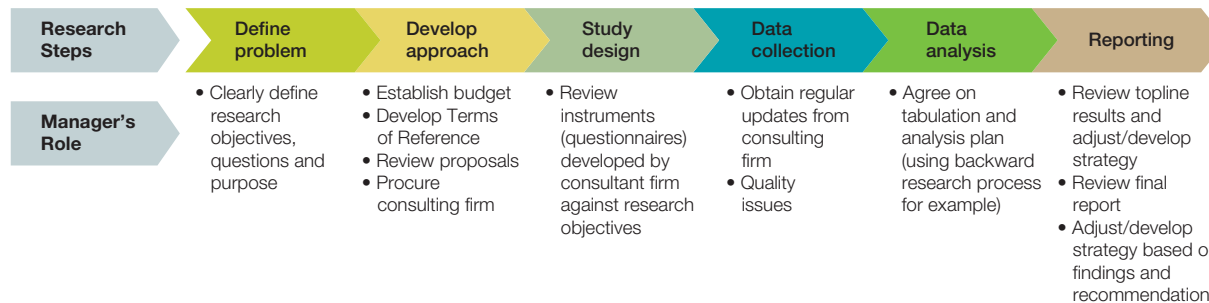 Research
Steps
Define
problem
Develop
approach
Study
design
Data
collection
Data
analysis
Reporting
Manager's
Role
• Clearly define
research
objectives,
questions and
purpose
• Establish budget
• Develop Terms
of Reference
• Review proposals
• Procure
consulting firm
• Review
instruments
(questionnaires)
developed by
consultant firm
against research
objectives
• Obtain regular
updates from
consulting
firm
• Quality
issues
• Agree on
tabulation and
analysis plan
(using backward
research process
for example)
• Review topline
results and
adjust/develop
strategy
• Review final
report
• Adjust/develop
strategy based o
findings and
recommendation